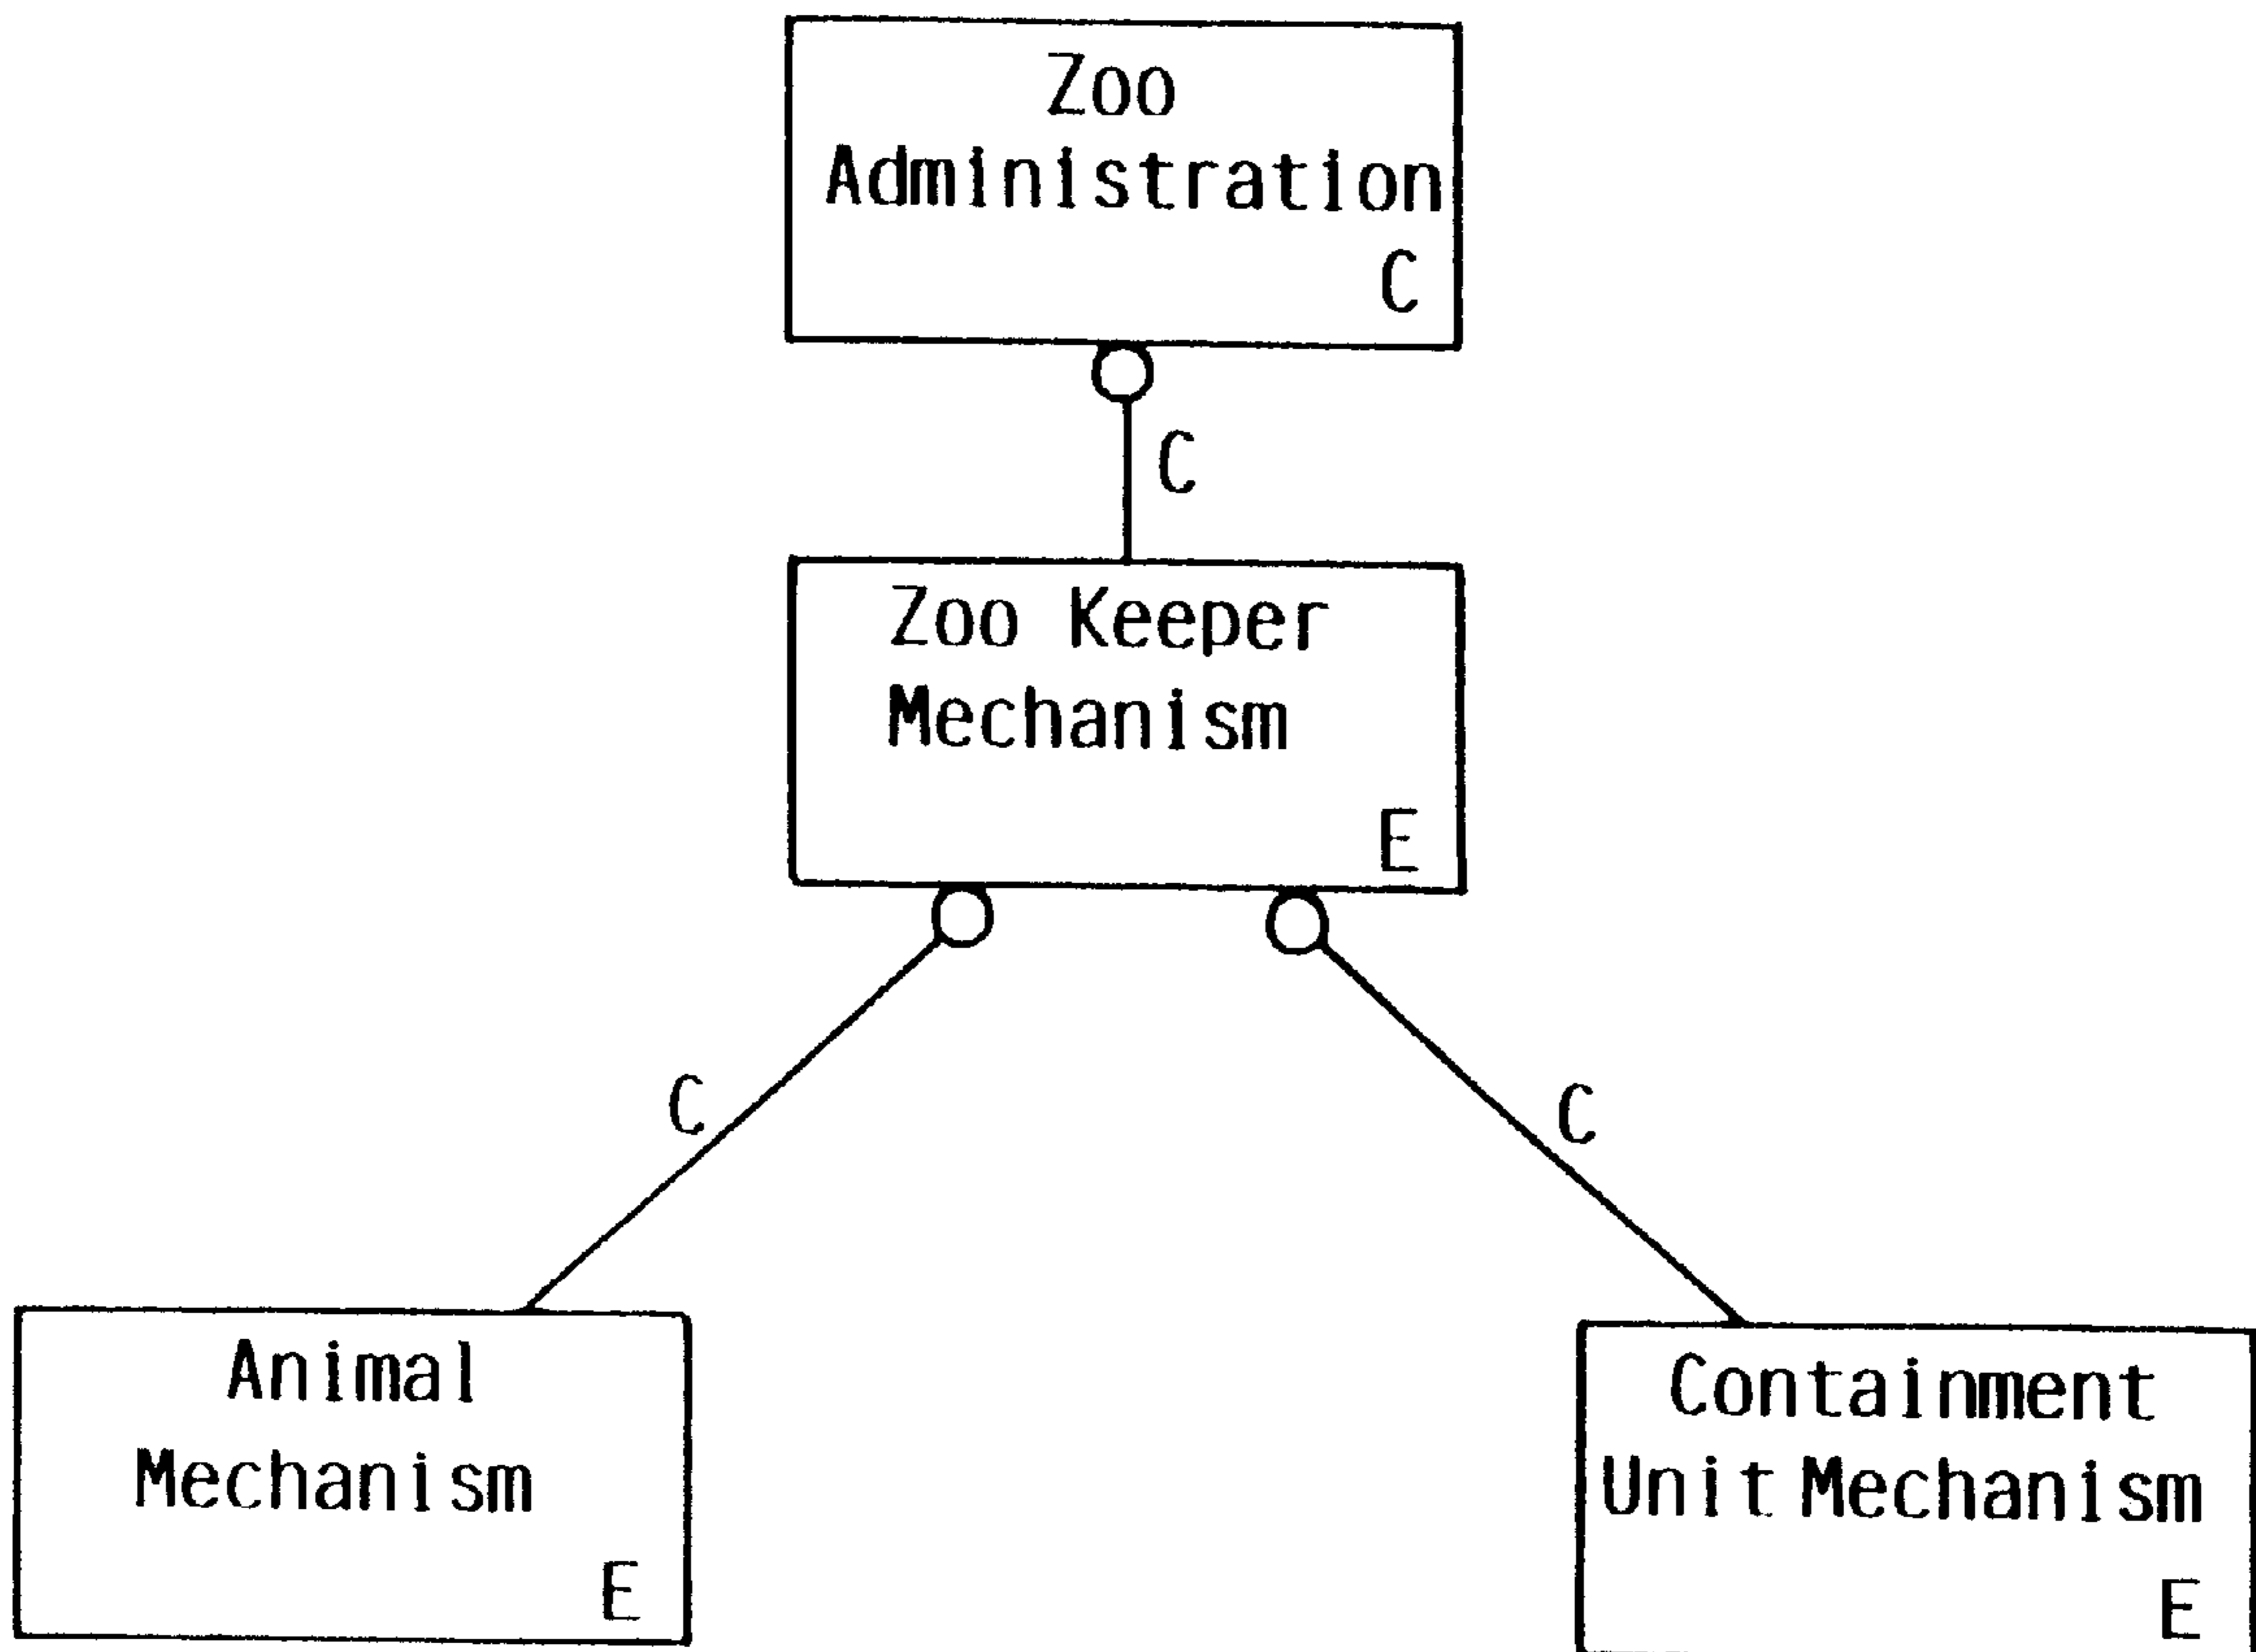 Zoo
Administration
C
C
Zoo Keeper
Mechanism
E
C
C
Animal
Mechanism
E
Containment
Unit Mechanism
E